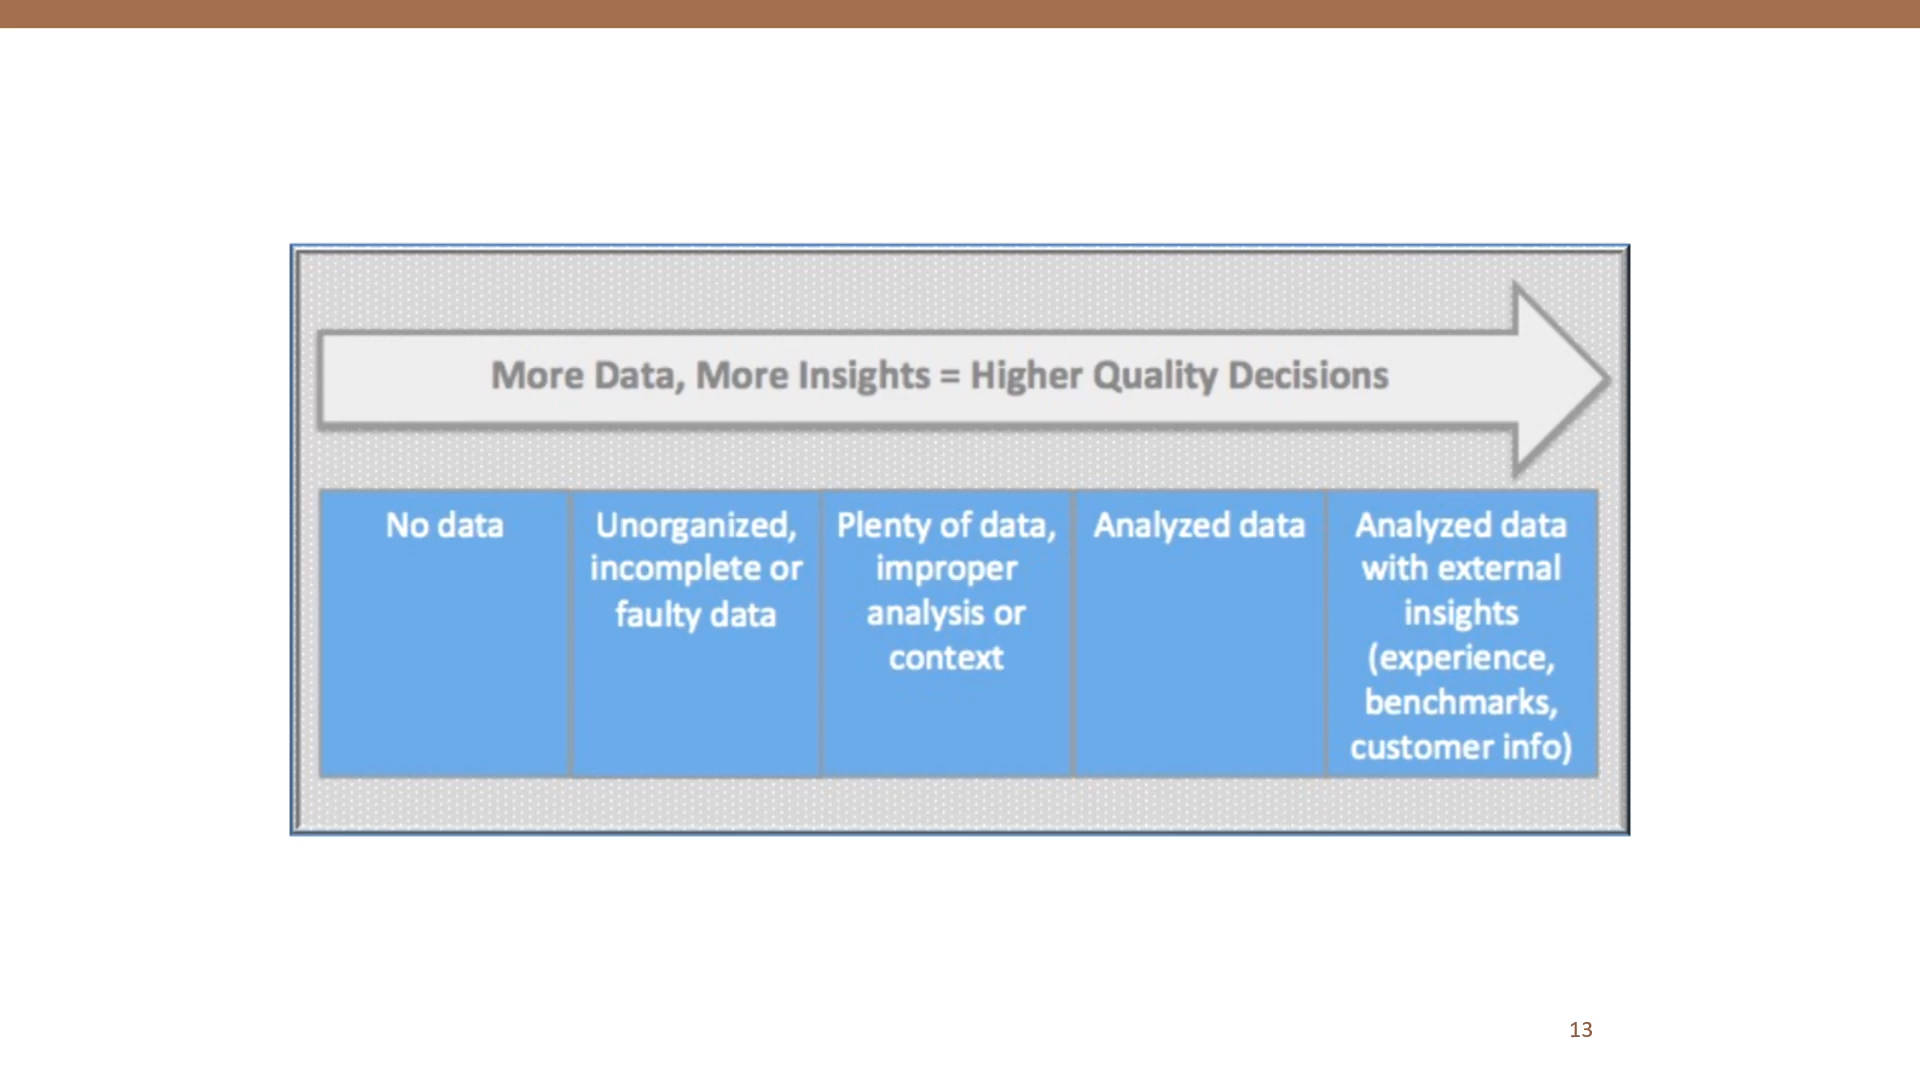 More Data, More Insights = Higher Quality Decisions
No data
Unorganized,
incomplete or
faulty data
Plenty of data,
improper
analysis or
context
Analyzed data
Analyzed data
with external
insights
(experience,
benchmarks,
customer info)
13